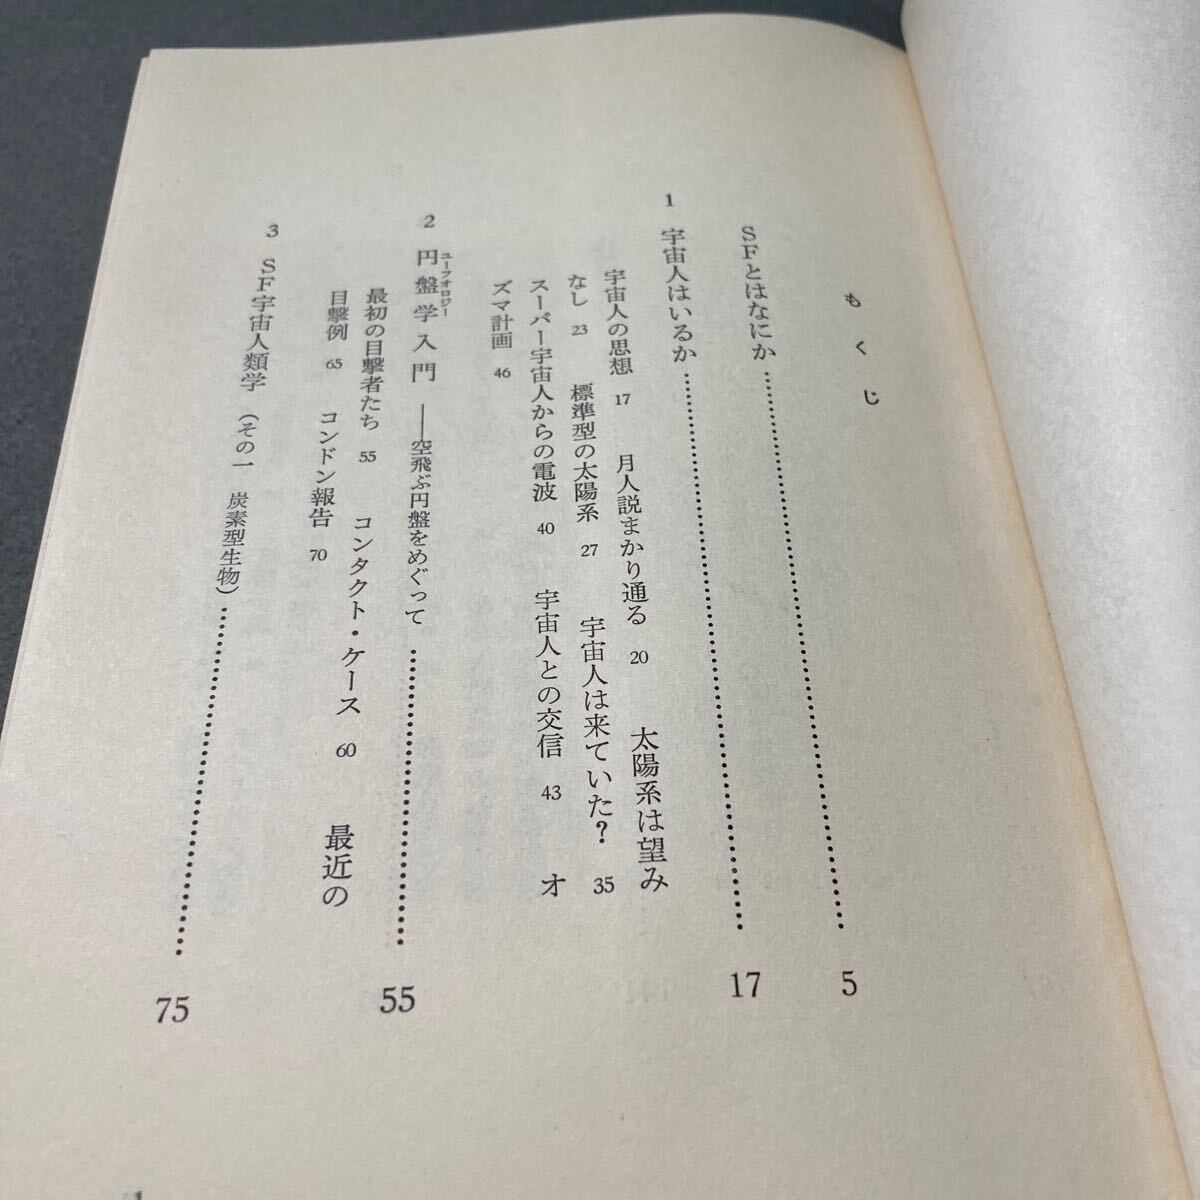 もくじ
SFとはなにか……………………………5
1 宇宙人はいるか……………………………17
宇宙人の思想 17 月人説まかり通る 20 太陽系は望み
なし 23 標準型の太陽系 27 宇宙人は来ていた？ 35
スーパー宇宙人からの電波 40 宇宙人との交信 43 オ
ズマ計画 46
ユーフオロジー
2 円盤学入門 ——空飛ぶ円盤をめぐって……………………………55
最初の目撃者たち 55 コンタクト・ケース 60 最近の
目撃例 65 コンドン報告 70
3 SF宇宙人類学（その一 炭素型生物）……………………………75
1